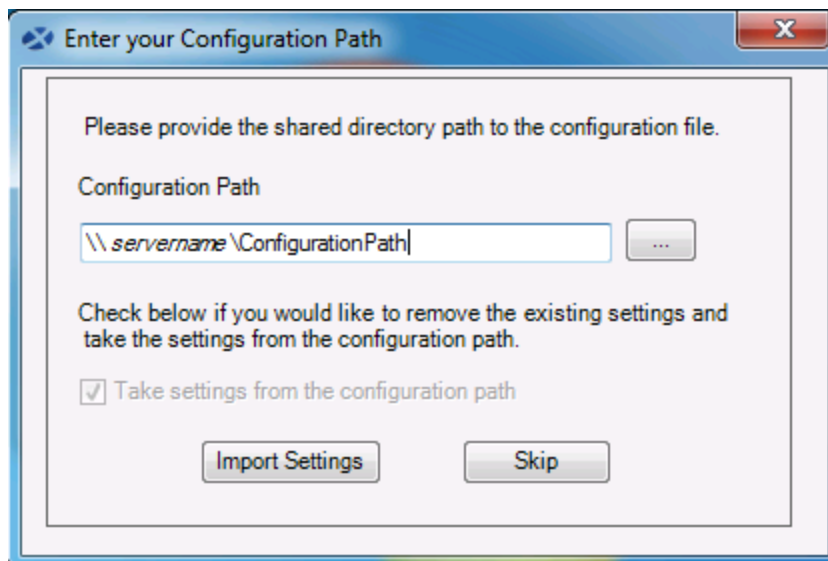 Enter your Configuration Path
Please provide the shared directory path to the configuration file.
Configuration Path
\\ servername \ConfigurationPath
...
Check below if you would like to remove the existing settings and
take the settings from the configuration path.
Take settings from the configuration path
Import Settings
Skip